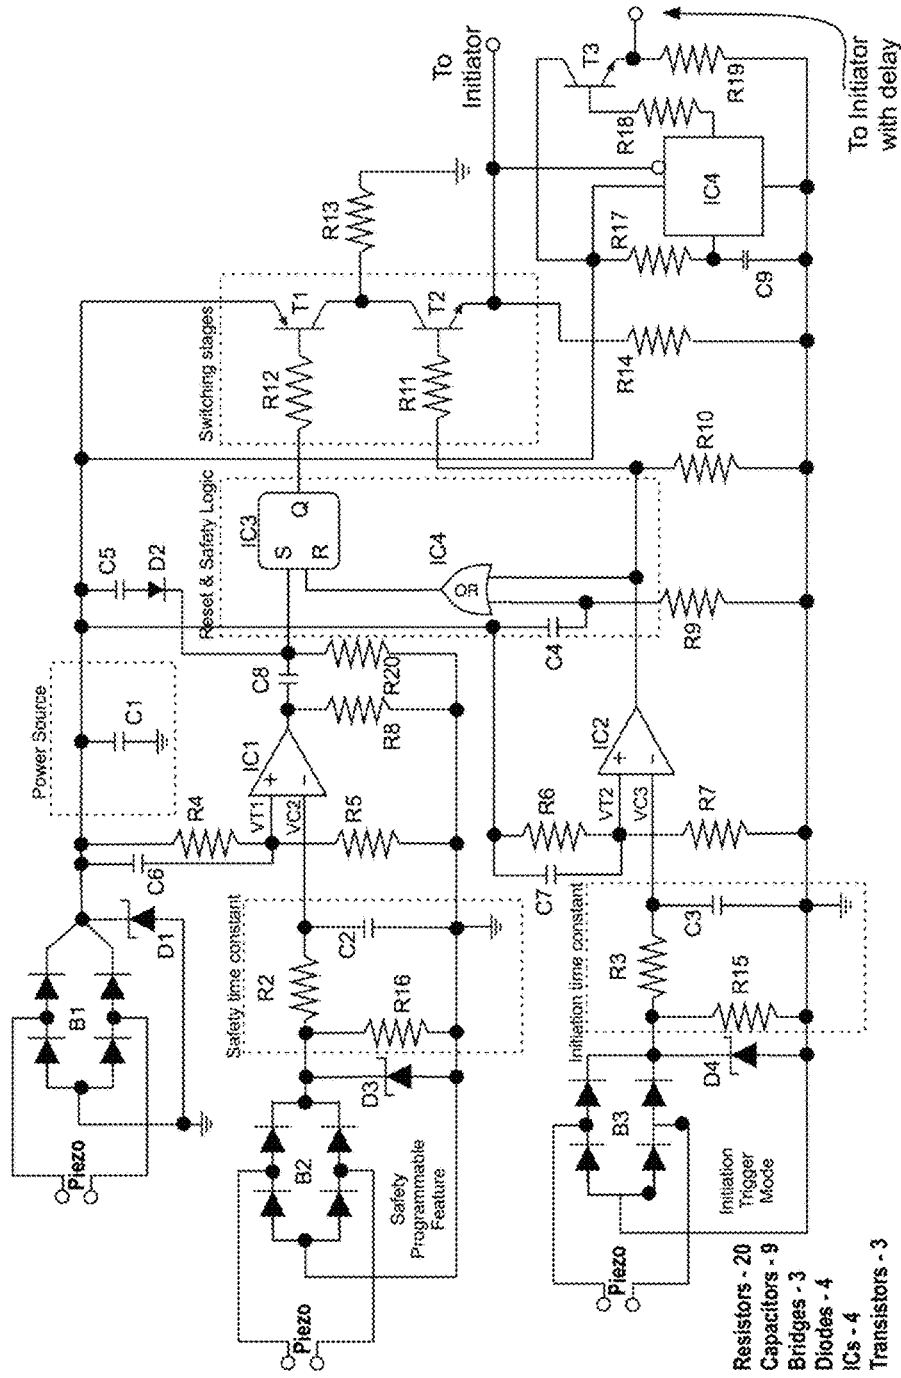 Piezo
B1
D1
Power Source
C1
C5
D2
R4
C6
VT1
VC2
IC1
R5
R8
C8
R20
Reset & Safety Logic
IC3
S
R
Q
IC4
OR
C4
R9
Switching stages
R12
R11
T1
T2
R13
To
Initiator
Piezo
B2
D3
Safety
Programmable
Feature
Safety time constant
R2
R16
C2
R6
C7
VT2
VC3
IC2
R7
R10
R14
R17
C9
IC4
R18
T3
R19
To Initiator
with delay
Piezo
B3
D4
Initiation
Trigger
Mode
Initiation time constant
R3
R15
C3
Resistors - 20
Capacitors - 9
Bridges - 3
Diodes - 4
ICs - 4
Transistors - 3